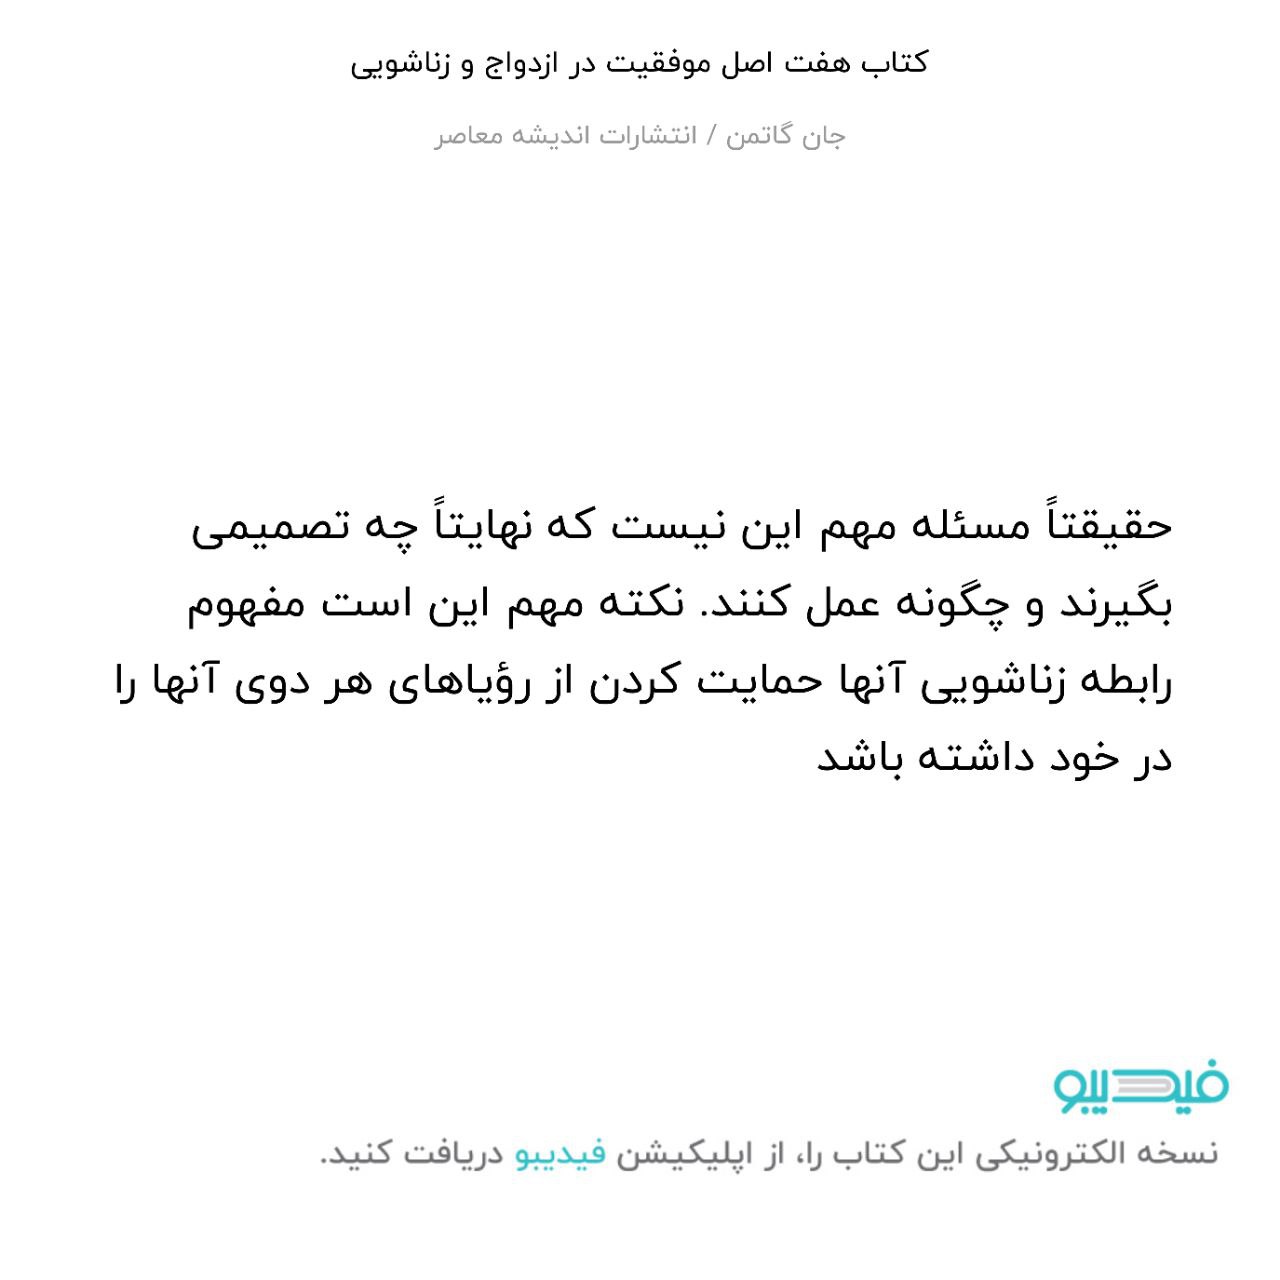 کتاب هفت اصل موفقیت در ازدواج و زناشویی
جان گاتمن / انتشارات اندیشه معاصر
حقیقتاً مسئله مهم این نیست که نهایتاً چه تصمیمی
بگیرند و چگونه عمل کنند. نکته مهم این است مفهوم
رابطه زناشویی آنها حمایت کردن از رؤیاهای هر دوی آنها را
در خود داشته باشد
فیدیبو
نسخه الکترونیکی این کتاب را، از اپلیکیشن فیدیبو دریافت کنید.